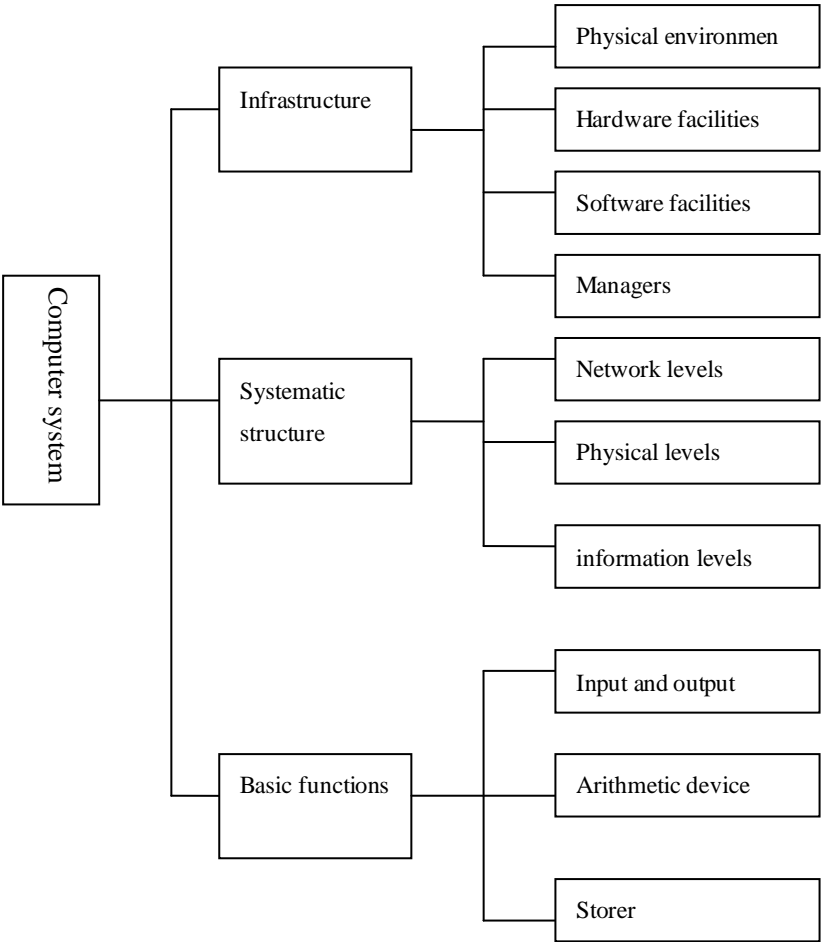 Computer system
Infrastructure
Physical environmen
Hardware facilities
Software facilities
Managers
Systematic
structure
Network levels
Physical levels
information levels
Basic functions
Input and output
Arithmetic device
Storer